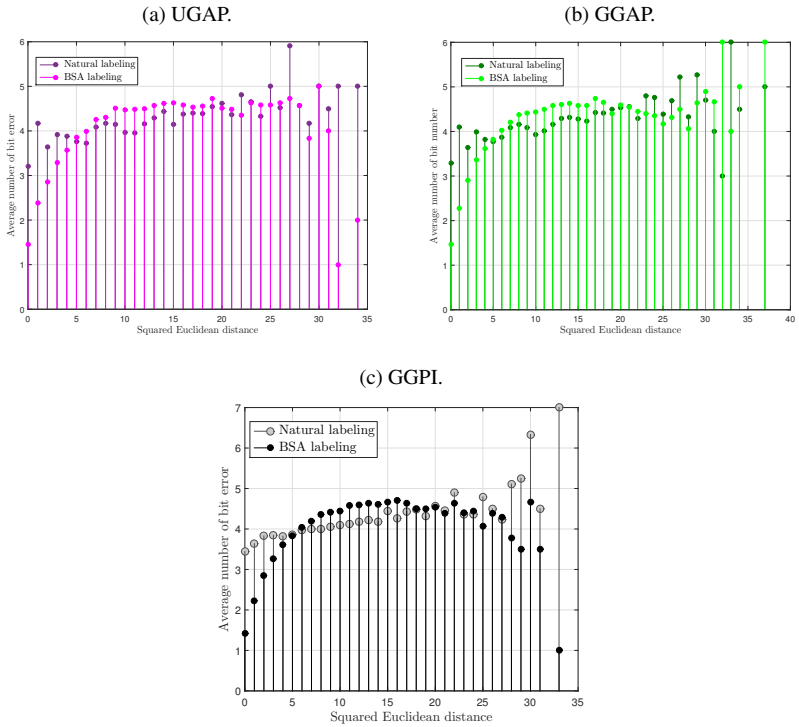 (a) UGAP.
Average number of bit error
6
5
4
3
2
1
0
Natural labeling
BSA labeling
0 5 10 15 20 25 30 35
Squared Euclidean distance
(b) GGAP.
Average number of bit number
6
5
4
3
2
1
0
Natural labeling
BSA labeling
0 5 10 15 20 25 30 35 40
Squared Euclidean distance
(c) GGPI.
Average number of bit error
7
6
5
4
3
2
1
0
Natural labeling
BSA labeling
0 5 10 15 20 25 30 35
Squared Euclidean distance